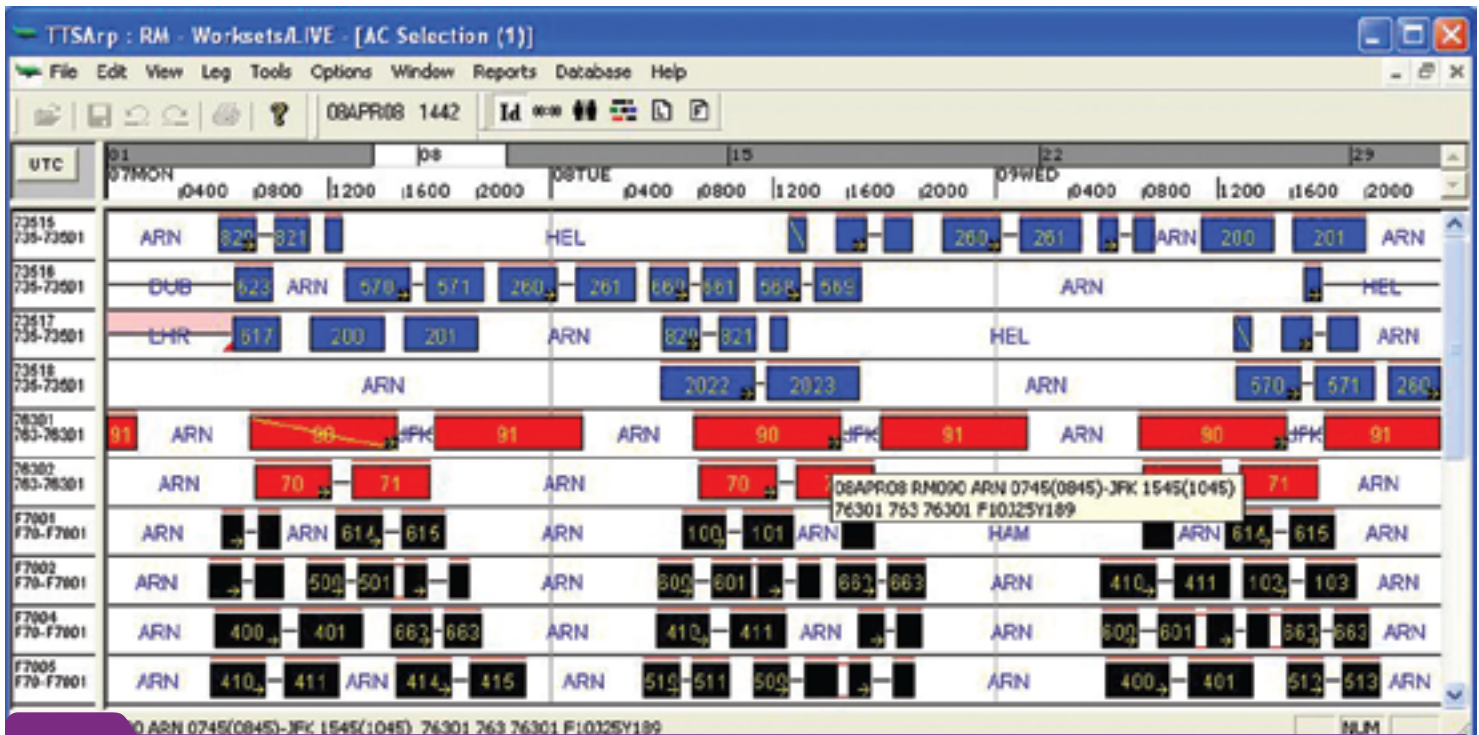 TTSArp : RM - Worksets/LIVE - [AC Selection (1)]
File Edit View Leg Tools Options Window Reports Database Help
08APR08 1442 Id
UTC 01 08 15 22 29
07MON 08TUE 09WED
0400 0800 1200 1600 2000 0400 0800 1200 1600 2000 0400 0800 1200 1600 2000
73515
735-73501 ARN 820 821 HEL 260 261 ARN 200 201 ARN
73516
735-73501 DUB 623 ARN 570 571 260 261 660 661 568 569 ARN HEL
73517
735-73501 LHR 617 200 201 ARN 820 821 HEL ARN
73518
735-73501 ARN 2022 2023 ARN 570 571 260
76301
763-76301 91 ARN 90 JFK 91 ARN 90 JFK 91 ARN 90 JFK 91
76302
763-76301 ARN 70 71 ARN 70 71
08APR08 RM090 ARN 0745(0845)-JFK 1545(1045)
76301 763 76301 F10J25Y189
ARN
F7001
F70-F7001 ARN ARN 614 615 ARN 100 101 ARN HAM ARN 614 615 ARN
F7002
F70-F7001 ARN 500 501 ARN 600 601 662 663 ARN 410 411 102 103 ARN
F7004
F70-F7001 ARN 400 401 662 663 ARN 410 411 ARN ARN 600 601 662 663 ARN
F7005
F70-F7001 ARN 410 411 ARN 414 415 ARN 510 511 500 ARN 400 401 512 513 ARN
ARN 0745(0845)-JFK 1545(1045) 76301 763 76301 F10J25Y189 NUM